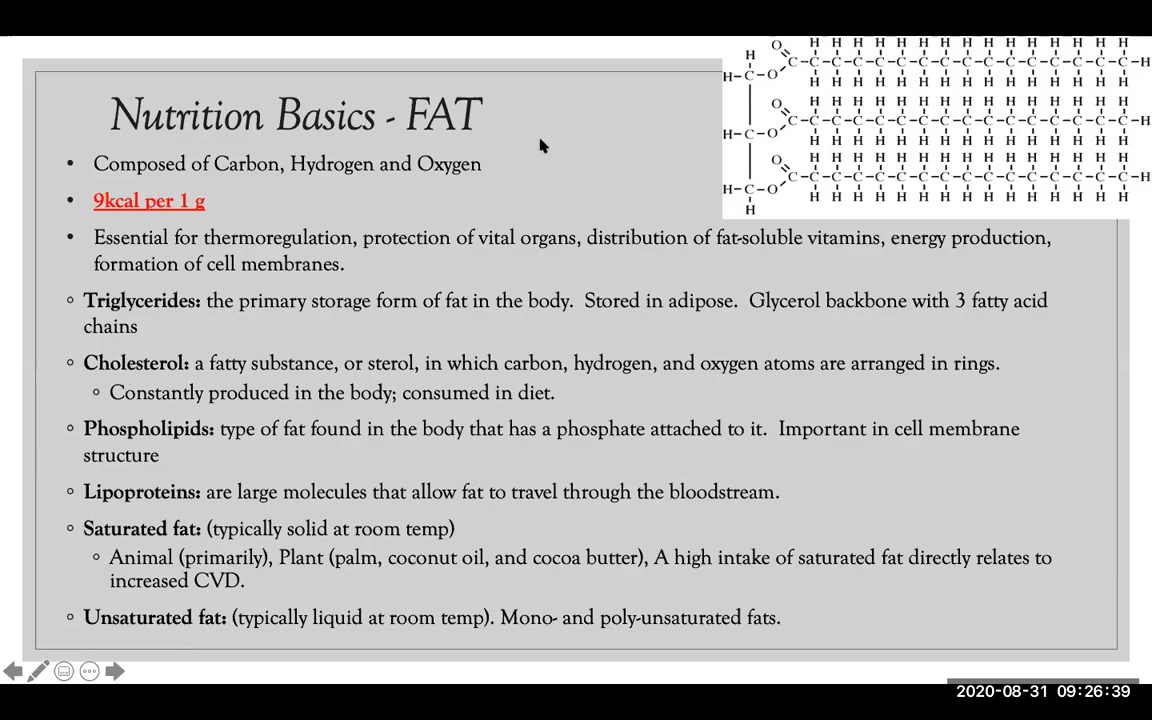 Nutrition Basics - FAT
• Composed of Carbon, Hydrogen and Oxygen
• 9kcal per 1 g
• Essential for thermoregulation, protection of vital organs, distribution of fat-soluble vitamins, energy production,
formation of cell membranes.
◦ Triglycerides: the primary storage form of fat in the body.  Stored in adipose.  Glycerol backbone with 3 fatty acid
chains
◦ Cholesterol: a fatty substance, or sterol, in which carbon, hydrogen, and oxygen atoms are arranged in rings.
◦ Constantly produced in the body; consumed in diet.
◦ Phospholipids: type of fat found in the body that has a phosphate attached to it.  Important in cell membrane
structure
◦ Lipoproteins: are large molecules that allow fat to travel through the bloodstream.
◦ Saturated fat: (typically solid at room temp)
◦ Animal (primarily), Plant (palm, coconut oil, and cocoa butter), A high intake of saturated fat directly relates to
increased CVD.
◦ Unsaturated fat: (typically liquid at room temp). Mono- and poly-unsaturated fats.
2020-08-31 09:26:39